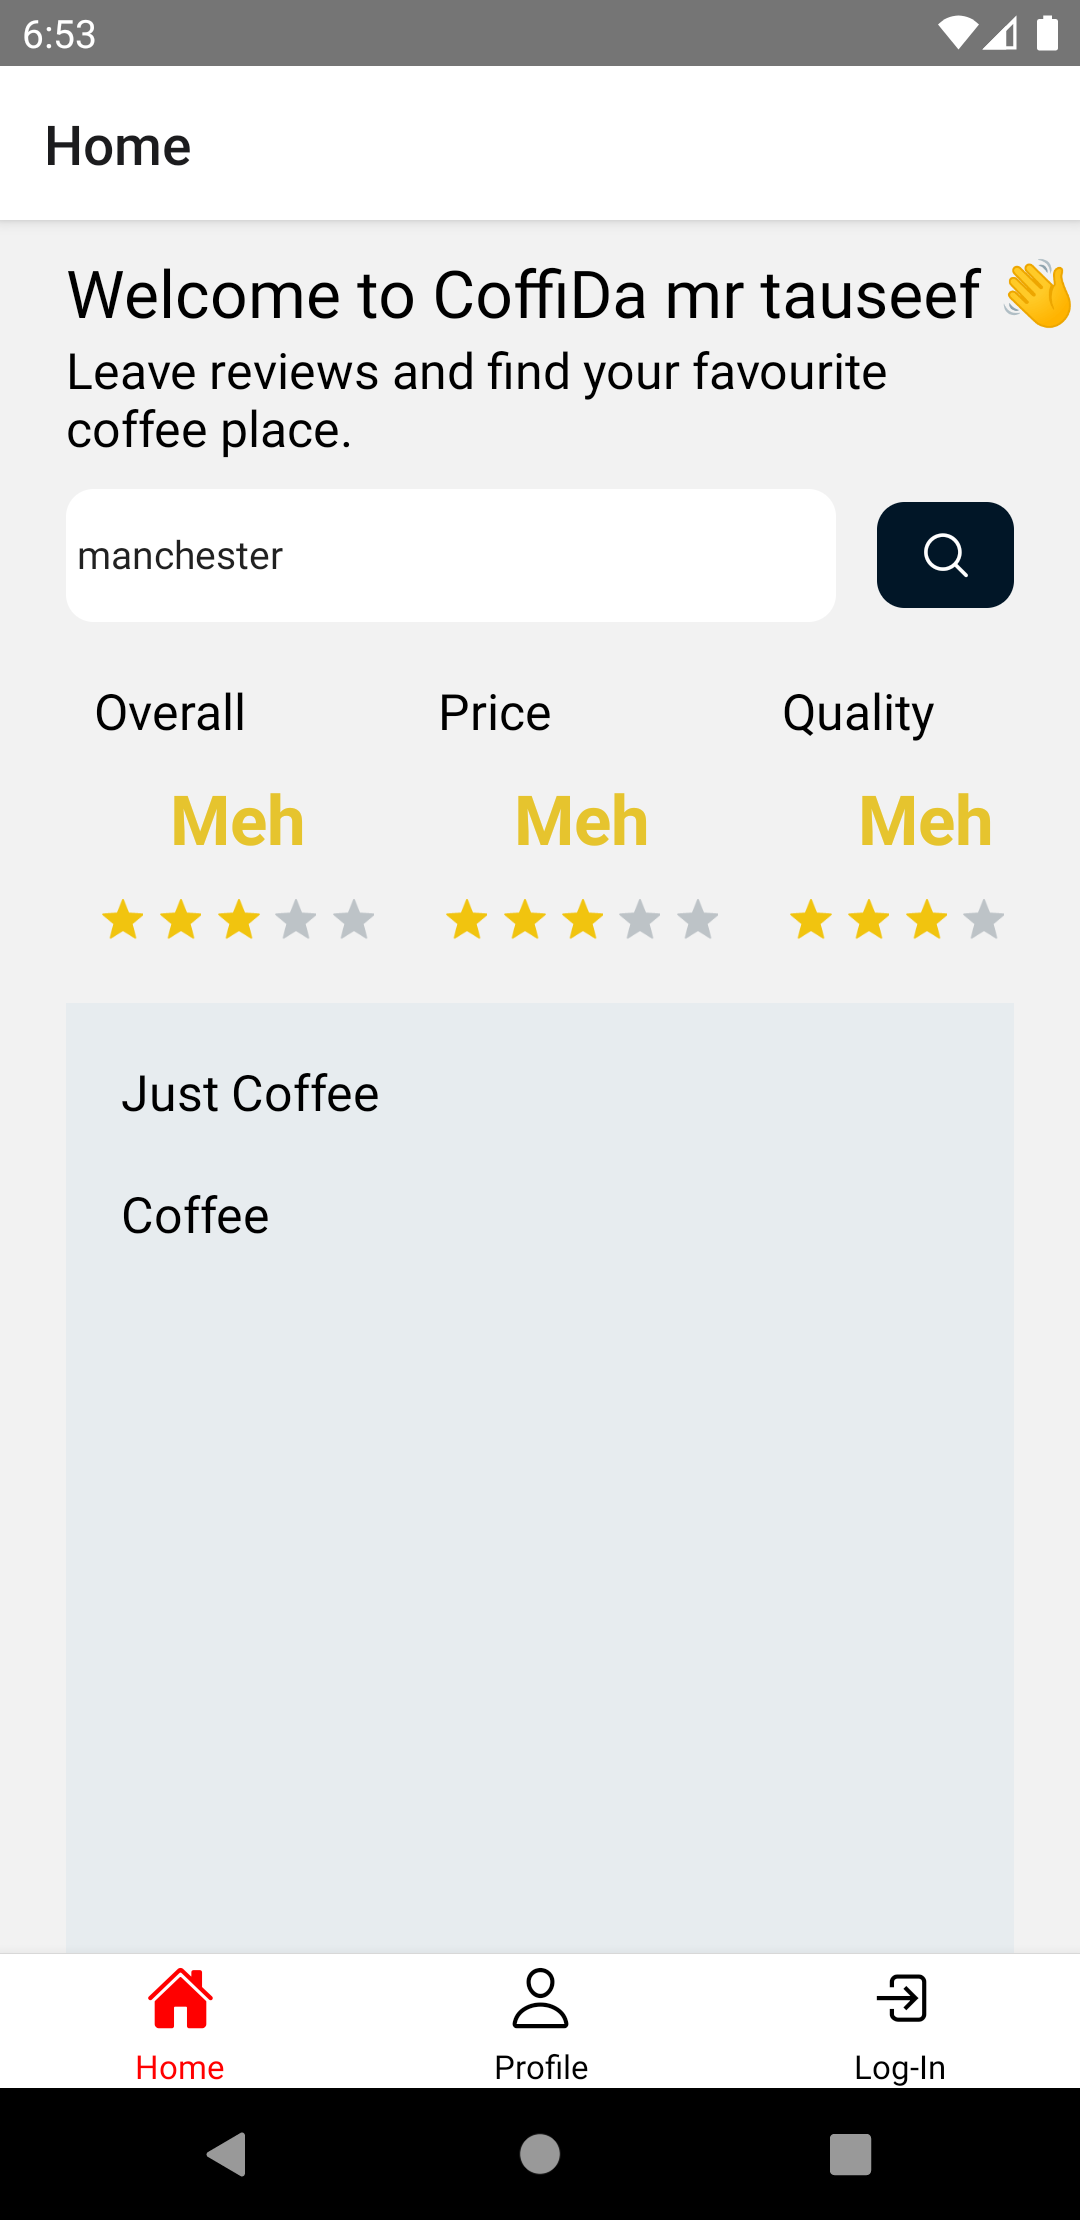 6:53
Home
Welcome to CoffiDa mr tauseef 👋
Leave reviews and find your favourite
coffee place.
manchester
Overall Price Quality
Meh Meh Meh
Just Coffee
Coffee
Home Profile Log-In